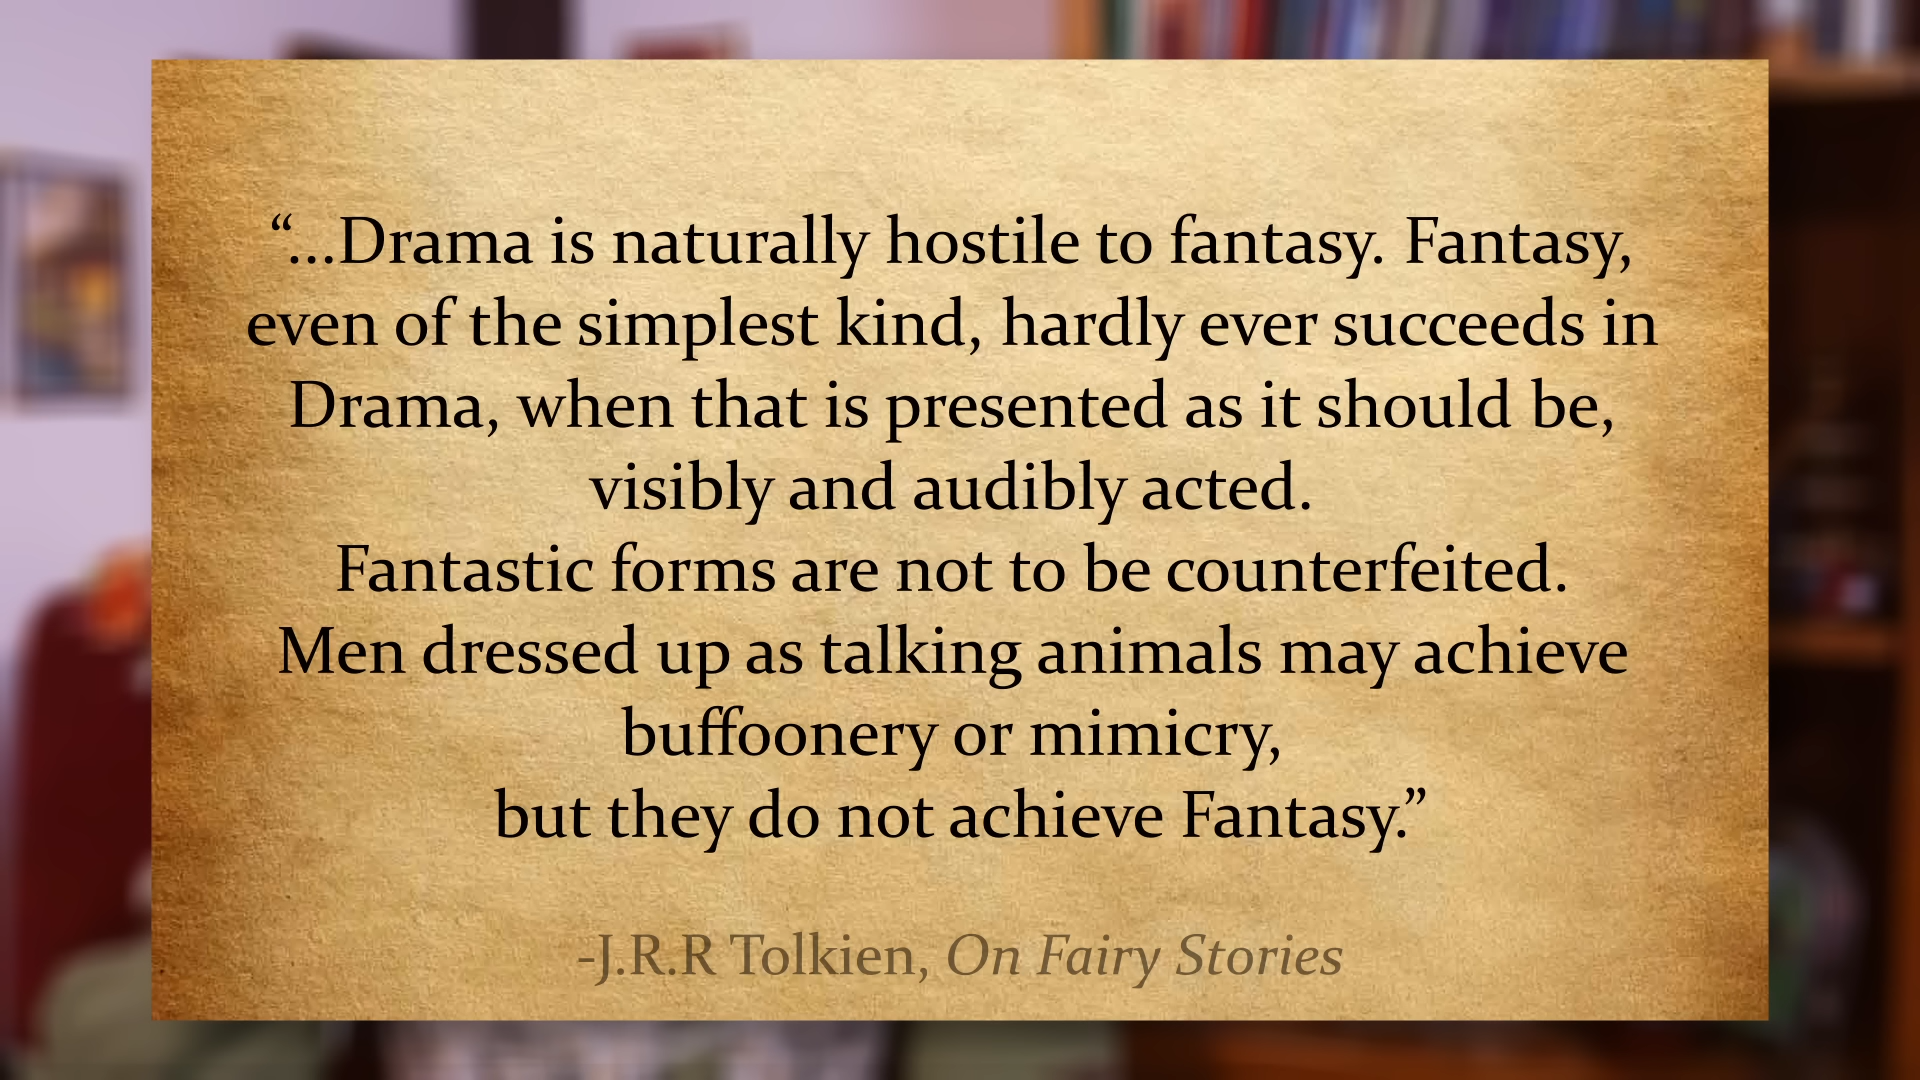 “...Drama is naturally hostile to fantasy. Fantasy,
even of the simplest kind, hardly ever succeeds in
Drama, when that is presented as it should be,
visibly and audibly acted.
Fantastic forms are not to be counterfeited.
Men dressed up as talking animals may achieve
buffoonery or mimicry,
but they do not achieve Fantasy.”
-J.R.R Tolkien, On Fairy Stories